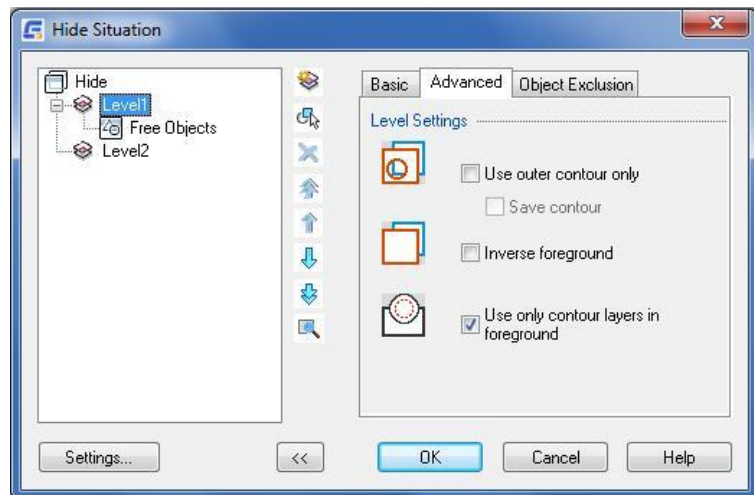 Hide Situation
Hide
Level1
Free Objects
Level2
Basic
Advanced
Object Exclusion
Level Settings
Use outer contour only
Save contour
Inverse foreground
Use only contour layers in
foreground
Settings...
<<
OK
Cancel
Help